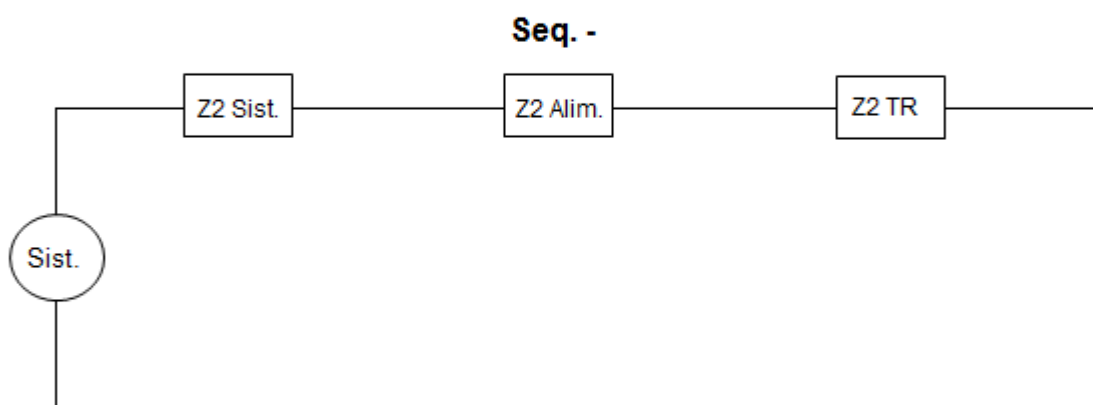 Seq. -
Z2 Sist.
Z2 Alim.
Z2 TR
Sist.